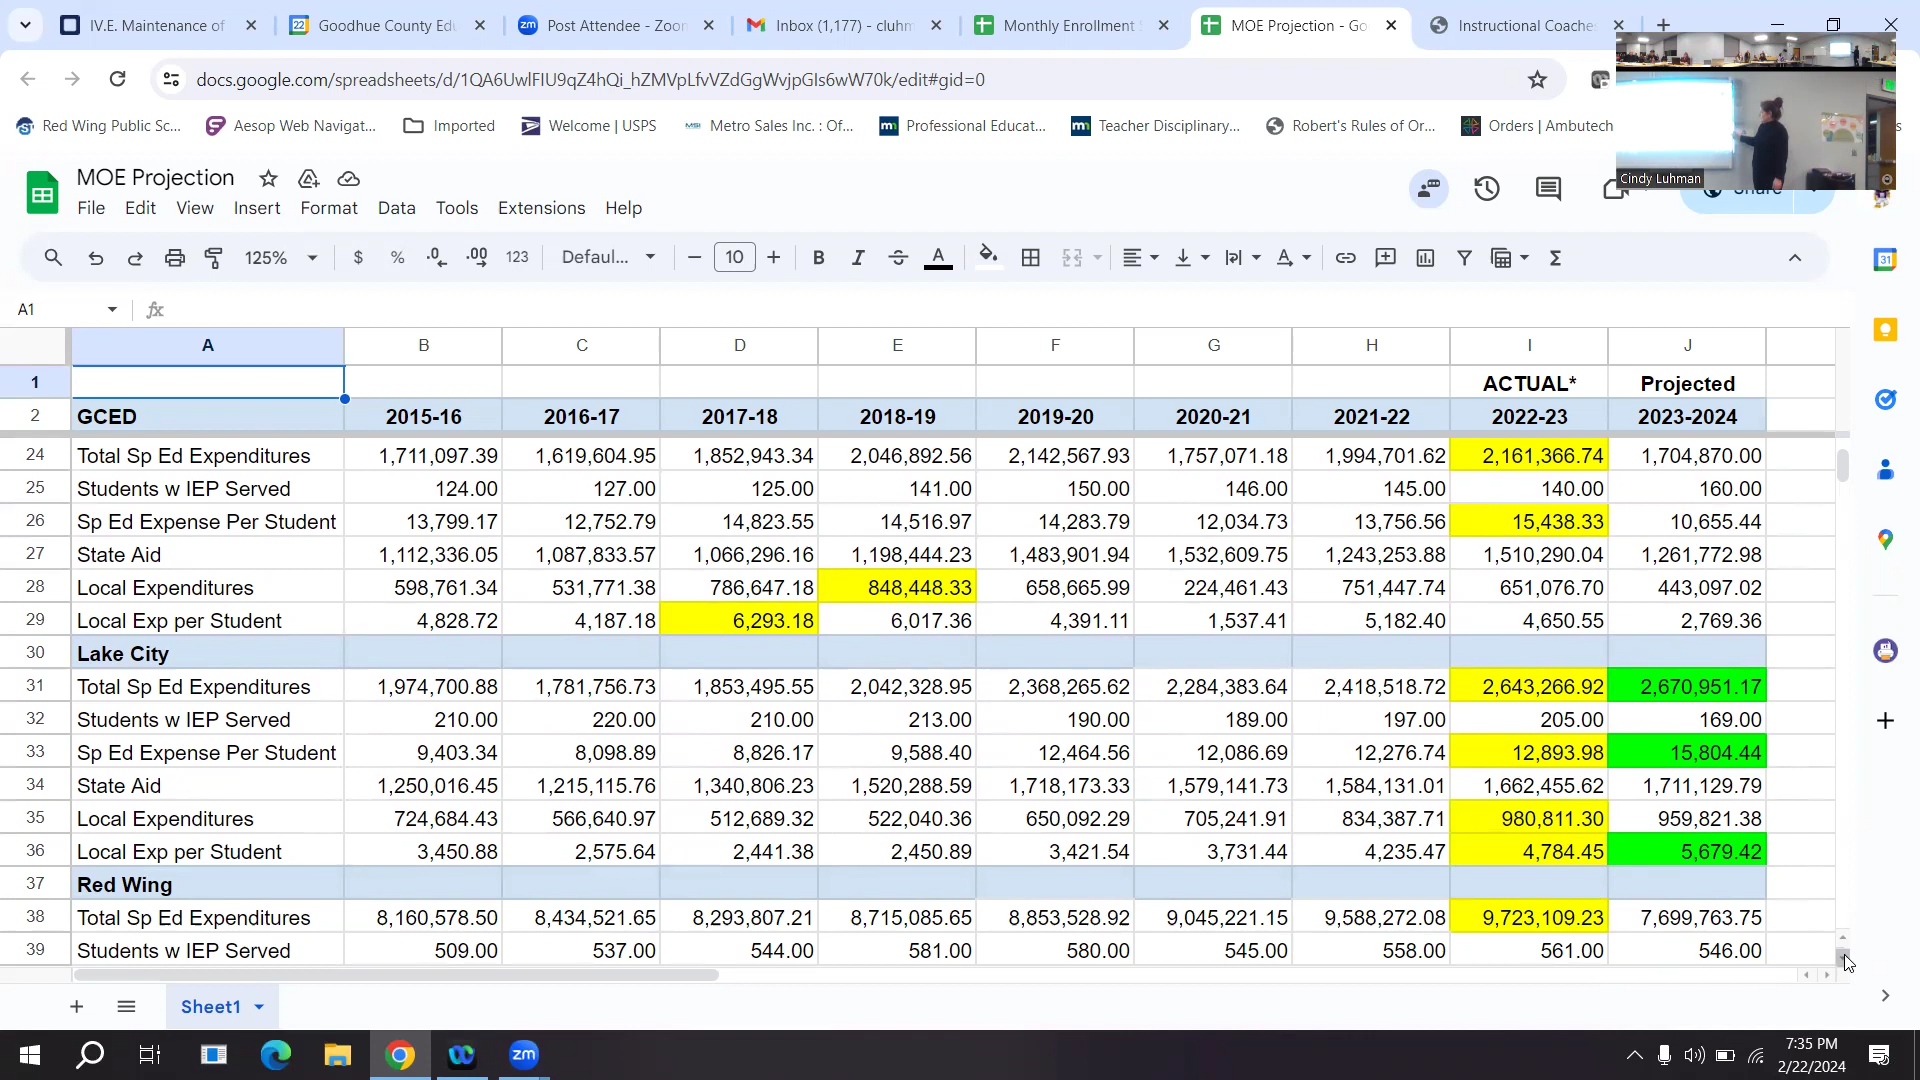 IV.E. Maintenance of
Goodhue County Edu
Post Attendee - Zoom
Inbox (1,177) - cluhm
Monthly Enrollment S
MOE Projection - Go
Instructional Coaches
docs.google.com/spreadsheets/d/1QA6UwlFIU9qZ4hQi_hZMVpLfvVZdGgWvjpGIs6wW70k/edit#gid=0
Red Wing Public Sc... Aesop Web Navigat... Imported Welcome | USPS Metro Sales Inc. : Of... Professional Educat... Teacher Disciplinary... Robert's Rules of Or... Orders | Ambutech
Cindy Luhman
MOE Projection
File Edit View Insert Format Data Tools Extensions Help
Share
125% $ % .0 .00 123 Defaul... 10 B I A
A1 fx
A B C D E F G H I J
1 ACTUAL* Projected
2 GCED 2015-16 2016-17 2017-18 2018-19 2019-20 2020-21 2021-22 2022-23 2023-2024
24 Total Sp Ed Expenditures 1,711,097.39 1,619,604.95 1,852,943.34 2,046,892.56 2,142,567.93 1,757,071.18 1,994,701.62 2,161,366.74 1,704,870.00
25 Students w IEP Served 124.00 127.00 125.00 141.00 150.00 146.00 145.00 140.00 160.00
26 Sp Ed Expense Per Student 13,799.17 12,752.79 14,823.55 14,516.97 14,283.79 12,034.73 13,756.56 15,438.33 10,655.44
27 State Aid 1,112,336.05 1,087,833.57 1,066,296.16 1,198,444.23 1,483,901.94 1,532,609.75 1,243,253.88 1,510,290.04 1,261,772.98
28 Local Expenditures 598,761.34 531,771.38 786,647.18 848,448.33 658,665.99 224,461.43 751,447.74 651,076.70 443,097.02
29 Local Exp per Student 4,828.72 4,187.18 6,293.18 6,017.36 4,391.11 1,537.41 5,182.40 4,650.55 2,769.36
30 Lake City
31 Total Sp Ed Expenditures 1,974,700.88 1,781,756.73 1,853,495.55 2,042,328.95 2,368,265.62 2,284,383.64 2,418,518.72 2,643,266.92 2,670,951.17
32 Students w IEP Served 210.00 220.00 210.00 213.00 190.00 189.00 197.00 205.00 169.00
33 Sp Ed Expense Per Student 9,403.34 8,098.89 8,826.17 9,588.40 12,464.56 12,086.69 12,276.74 12,893.98 15,804.44
34 State Aid 1,250,016.45 1,215,115.76 1,340,806.23 1,520,288.59 1,718,173.33 1,579,141.73 1,584,131.01 1,662,455.62 1,711,129.79
35 Local Expenditures 724,684.43 566,640.97 512,689.32 522,040.36 650,092.29 705,241.91 834,387.71 980,811.30 959,821.38
36 Local Exp per Student 3,450.88 2,575.64 2,441.38 2,450.89 3,421.54 3,731.44 4,235.47 4,784.45 5,679.42
37 Red Wing
38 Total Sp Ed Expenditures 8,160,578.50 8,434,521.65 8,293,807.21 8,715,085.65 8,853,528.92 9,045,221.15 9,588,272.08 9,723,109.23 7,699,763.75
39 Students w IEP Served 509.00 537.00 544.00 581.00 580.00 545.00 558.00 561.00 546.00
Sheet1
7:35 PM
2/22/2024